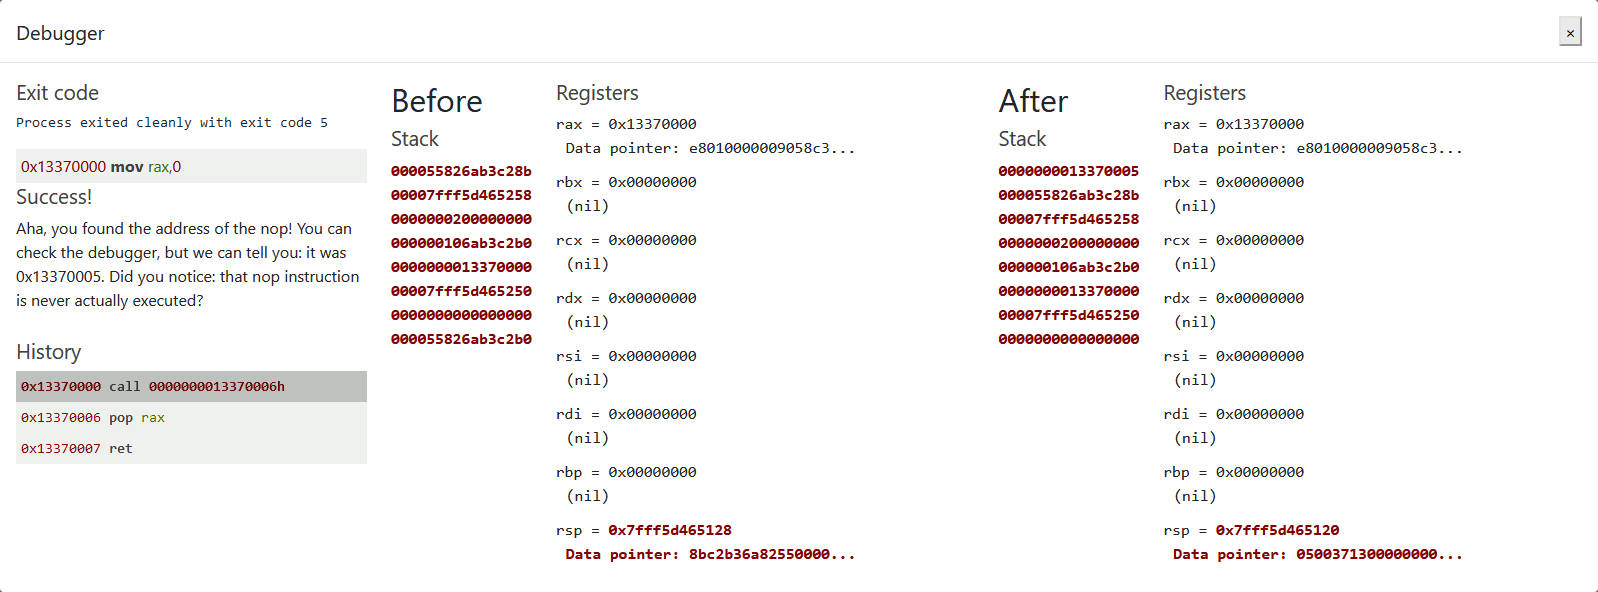 Debugger
×
Exit code
Process exited cleanly with exit code 5
0x13370000 mov rax,0
Success!
Aha, you found the address of the nop! You can
check the debugger, but we can tell you: it was
0x13370005. Did you notice: that nop instruction
is never actually executed?
History
0x13370000 call 0000000013370006h
0x13370006 pop rax
0x13370007 ret
Before
Stack
000055826ab3c28b
00007fff5d465258
0000000200000000
000000106ab3c2b0
0000000013370000
00007fff5d465250
0000000000000000
000055826ab3c2b0
Registers
rax = 0x13370000
Data pointer: e8010000009058c3...
rbx = 0x00000000
(nil)
rcx = 0x00000000
(nil)
rdx = 0x00000000
(nil)
rsi = 0x00000000
(nil)
rdi = 0x00000000
(nil)
rbp = 0x00000000
(nil)
rsp = 0x7fff5d465128
Data pointer: 8bc2b36a82550000...
After
Stack
0000000013370005
000055826ab3c28b
00007fff5d465258
0000000200000000
000000106ab3c2b0
0000000013370000
00007fff5d465250
0000000000000000
Registers
rax = 0x13370000
Data pointer: e8010000009058c3...
rbx = 0x00000000
(nil)
rcx = 0x00000000
(nil)
rdx = 0x00000000
(nil)
rsi = 0x00000000
(nil)
rdi = 0x00000000
(nil)
rbp = 0x00000000
(nil)
rsp = 0x7fff5d465120
Data pointer: 0500371300000000...